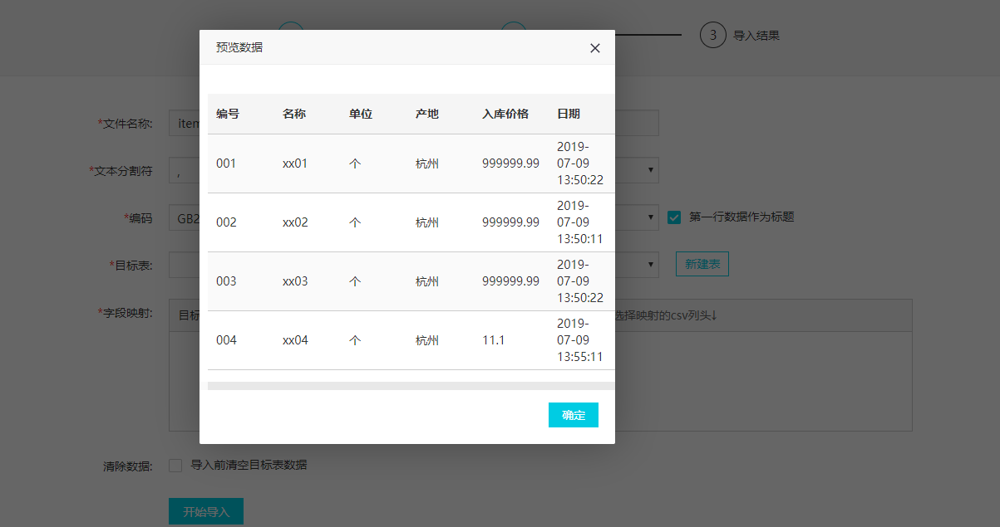 3 导入结果
预览数据 ×
编号 名称 单位 产地 入库价格 日期
001 xx01 个 杭州 999999.99 2019-
07-09
13:50:22
002 xx02 个 杭州 999999.99 2019-
07-09
13:50:11
003 xx03 个 杭州 999999.99 2019-
07-09
13:50:22
004 xx04 个 杭州 11.1 2019-
07-09
13:55:11
确定
*文件名称: item
*文本分割符 ,
*编码 GB2 第一行数据作为标题
*目标表: 新建表
*字段映射: 目标 选择映射的csv列头↓
清除数据: 导入前清空目标表数据
开始导入